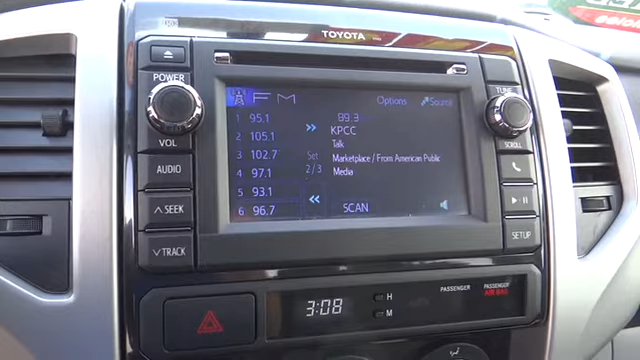 TOYOTA
POWER
VOL
AUDIO
∧ SEEK
∨ TRACK
FM
Options
Source
1 95.1
2 105.1
3 102.7
4 97.1
5 93.1
6 96.7
Set
2/3
89.3
KPCC
Talk
Marketplace / From American Public
Media
SCAN
TUNE
SCROLL
SETUP
3:08
H
M
PASSENGER
PASSENGER
AIR BAG